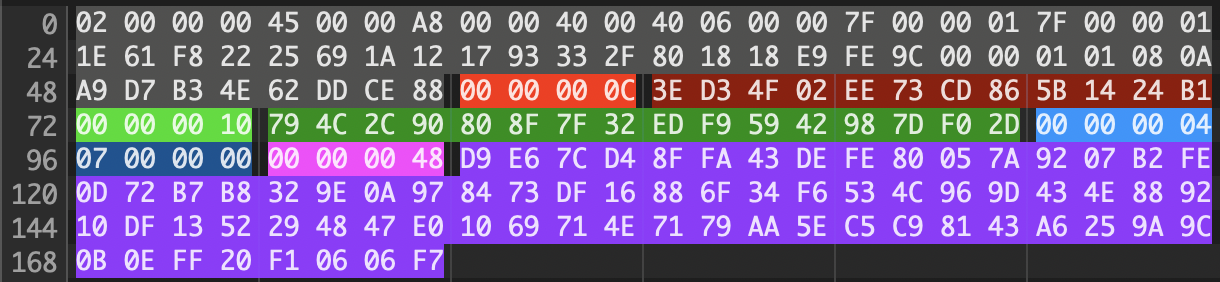 0 02 00 00 00 45 00 00 A8 00 00 40 00 40 06 00 00 7F 00 00 01 7F 00 00 01
24 1E 61 F8 22 25 69 1A 12 17 93 33 2F 80 18 18 E9 FE 9C 00 00 01 01 08 0A
48 A9 D7 B3 4E 62 DD CE 88 00 00 00 0C 3E D3 4F 02 EE 73 CD 86 5B 14 24 B1
72 00 00 00 10 79 4C 2C 90 80 8F 7F 32 ED F9 59 42 98 7D F0 2D 00 00 00 04
96 07 00 00 00 00 00 00 48 D9 E6 7C D4 8F FA 43 DE FE 80 05 7A 92 07 B2 FE
120 0D 72 B7 B8 32 9E 0A 97 84 73 DF 16 88 6F 34 F6 53 4C 96 9D 43 4E 88 92
144 10 DF 13 52 29 48 47 E0 10 69 71 4E 71 79 AA 5E C5 C9 81 43 A6 25 9A 9C
168 0B 0E FF 20 F1 06 06 F7